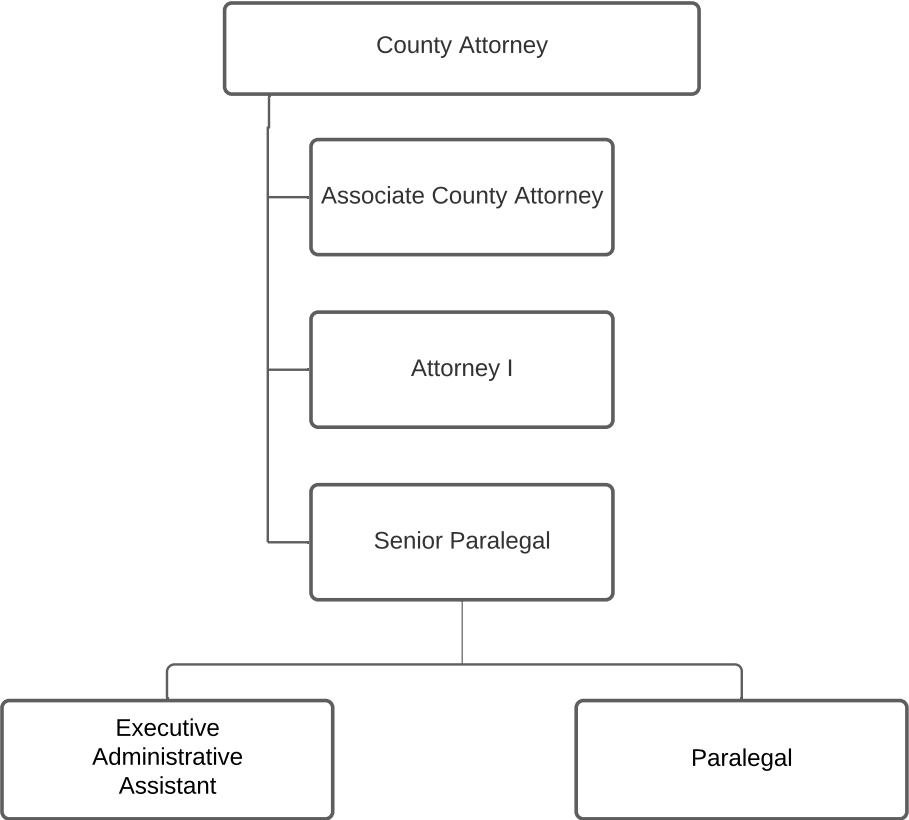 County Attorney
Associate County Attorney
Attorney I
Senior Paralegal
Executive
Administrative
Assistant
Paralegal